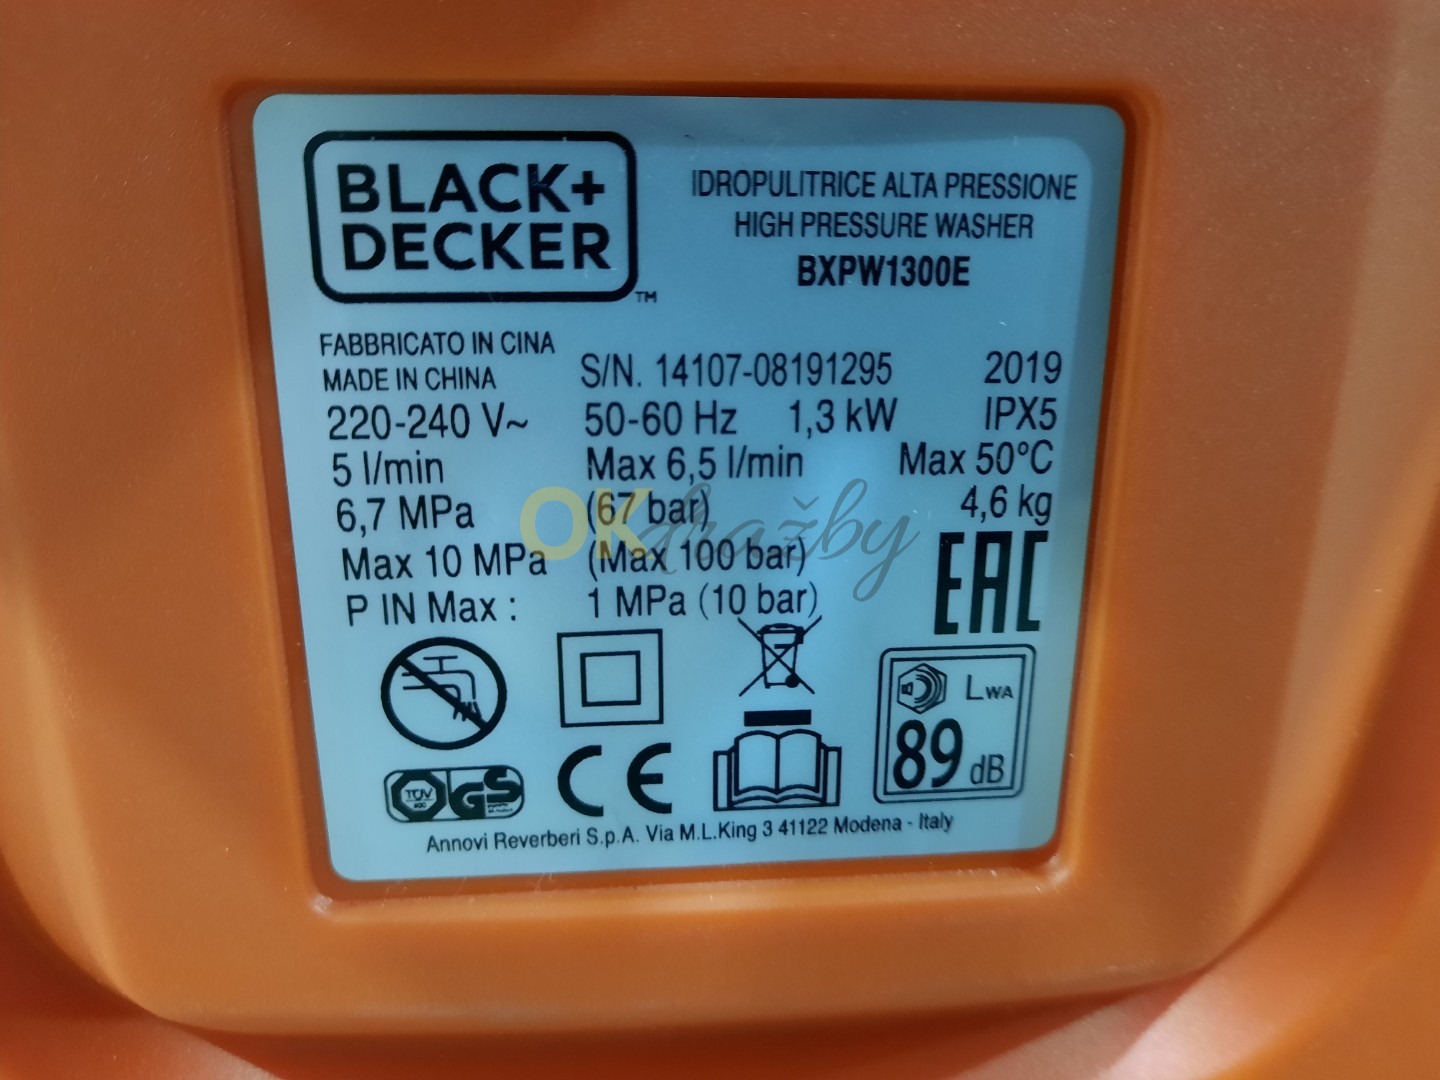 BLACK+
DECKER
TM
IDROPULITRICE ALTA PRESSIONE
HIGH PRESSURE WASHER
BXPW1300E
FABBRICATO IN CINA
MADE IN CHINA
S/N. 14107-08191295 2019
220-240 V~ 50-60 Hz 1,3 kW IPX5
5 l/min Max 6,5 l/min Max 50°C
6,7 MPa (67 bar) 4,6 kg
OKdražby
Max 10 MPa (Max 100 bar)
P IN Max : 1 MPa (10 bar)
EAC
LWA
89 dB
TÜV
GS
CE
Annovi Reverberi S.p.A. Via M.L.King 3 41122 Modena - Italy